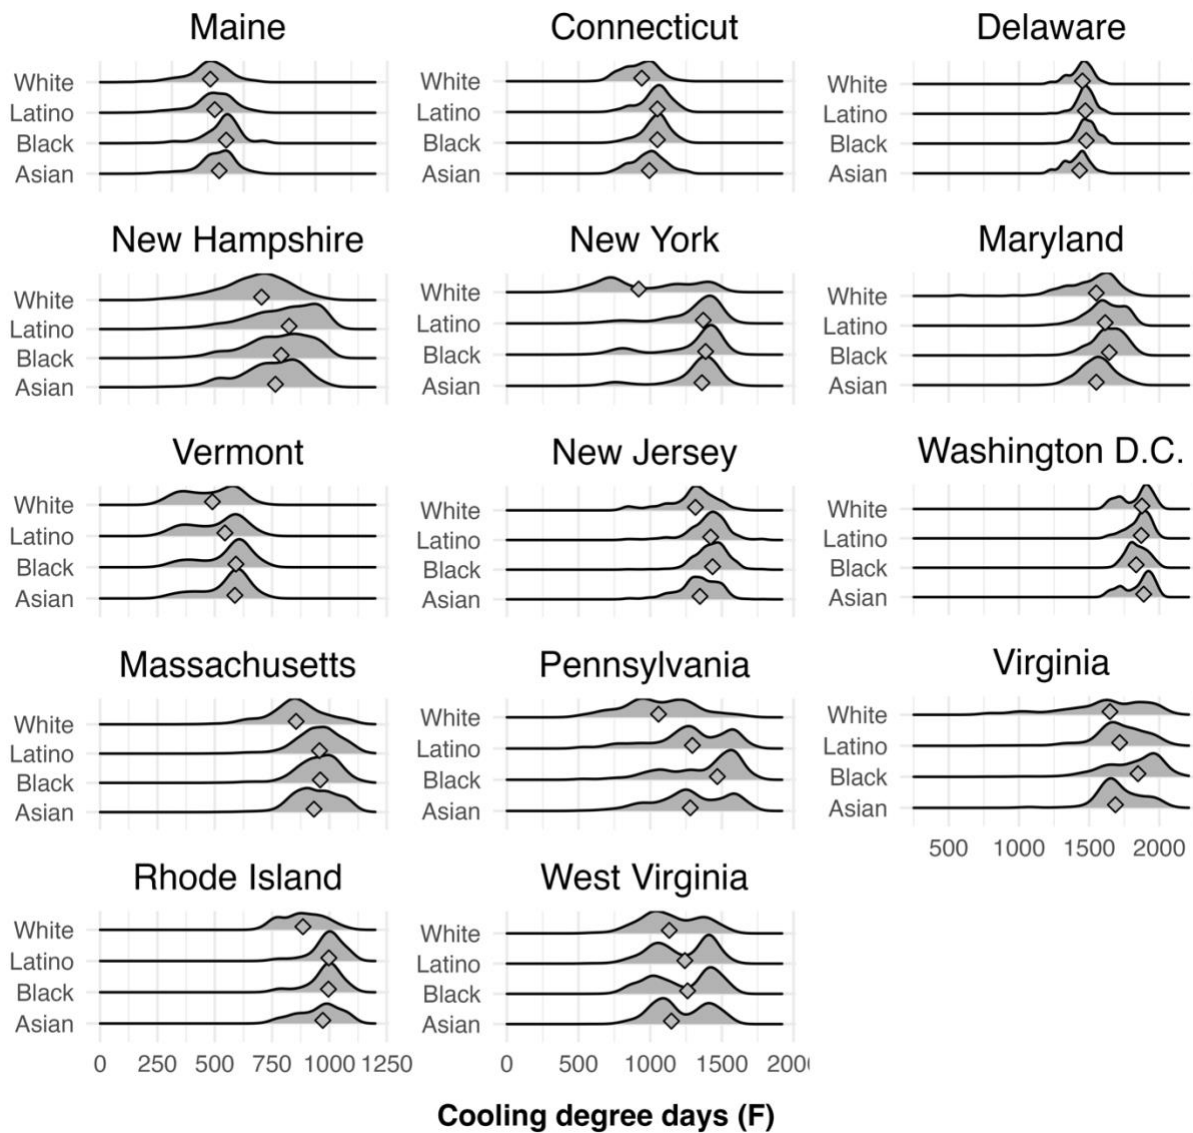 Maine
White
Latino
Black
Asian
Connecticut
White
Latino
Black
Asian
Delaware
White
Latino
Black
Asian
New Hampshire
White
Latino
Black
Asian
New York
White
Latino
Black
Asian
Maryland
White
Latino
Black
Asian
Vermont
White
Latino
Black
Asian
New Jersey
White
Latino
Black
Asian
Washington D.C.
White
Latino
Black
Asian
Massachusetts
White
Latino
Black
Asian
Pennsylvania
White
Latino
Black
Asian
Virginia
White
Latino
Black
Asian
500 1000 1500 2000
Rhode Island
White
Latino
Black
Asian
0 250 500 750 1000 1250
West Virginia
White
Latino
Black
Asian
0 500 1000 1500 200
Cooling degree days (F)